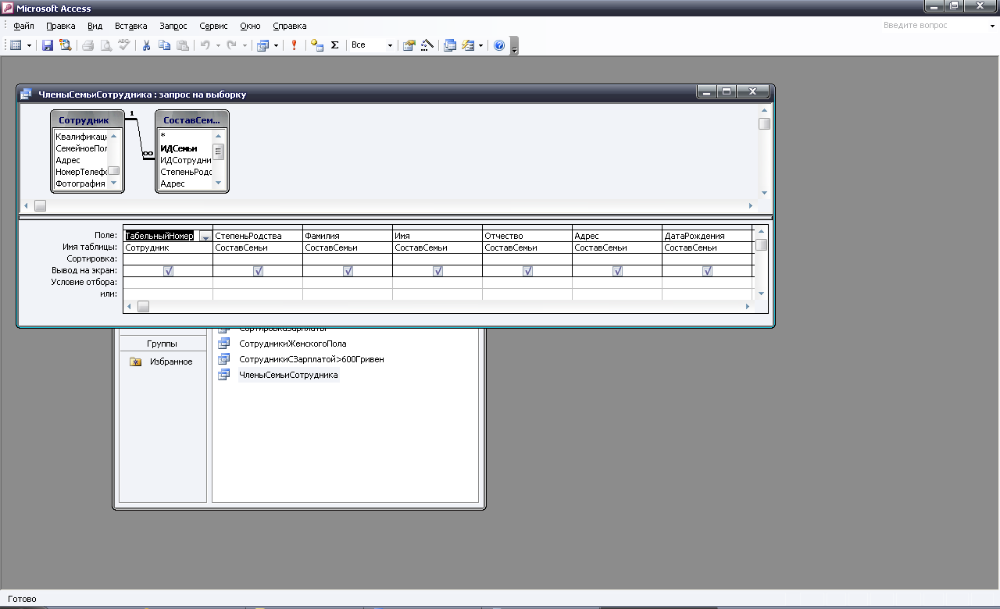 Microsoft Access
Файл Правка Вид Вставка Запрос Сервис Окно Справка
Введите вопрос
Все
ЧленыСемьиСотрудника : запрос на выборку
Сотрудник
Квалификаци
СемейноеПол
Адрес
НомерТелефо
Фотография
1
∞
СоставСем...
*
ИДСемьи
ИДСотрудни
СтепеньРодс
Адрес
Поле: ТабельныйНомер СтепеньРодства Фамилия Имя Отчество Адрес ДатаРождения
Имя таблицы: Сотрудник СоставСемьи СоставСемьи СоставСемьи СоставСемьи СоставСемьи СоставСемьи
Сортировка:
Вывод на экран:
Условие отбора:
или:
СортировкаЗарплаты
Группы
Избранное
СотрудникиЖенскогоПола
СотрудникиСЗарплатой>600Гривен
ЧленыСемьиСотрудника
Готово